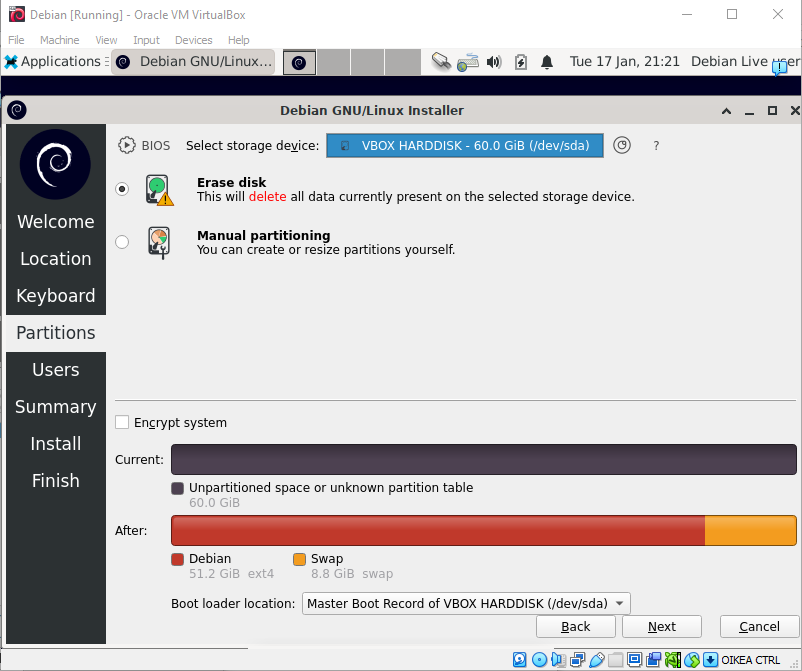 Debian [Running] - Oracle VM VirtualBox
File Machine View Input Devices Help
Applications Debian GNU/Linux... Tue 17 Jan, 21:21 Debian Live user
Debian GNU/Linux Installer
BIOS Select storage device: VBOX HARDDISK - 60.0 GiB (/dev/sda) ?
Erase disk
This will delete all data currently present on the selected storage device.
Manual partitioning
You can create or resize partitions yourself.
Welcome
Location
Keyboard
Partitions
Users
Summary
Install
Finish
Encrypt system
Current:
Unpartitioned space or unknown partition table
60.0 GiB
After:
Debian Swap
51.2 GiB ext4 8.8 GiB swap
Boot loader location: Master Boot Record of VBOX HARDDISK (/dev/sda)
Back Next Cancel
ΟΙΚΕΑ CTRL